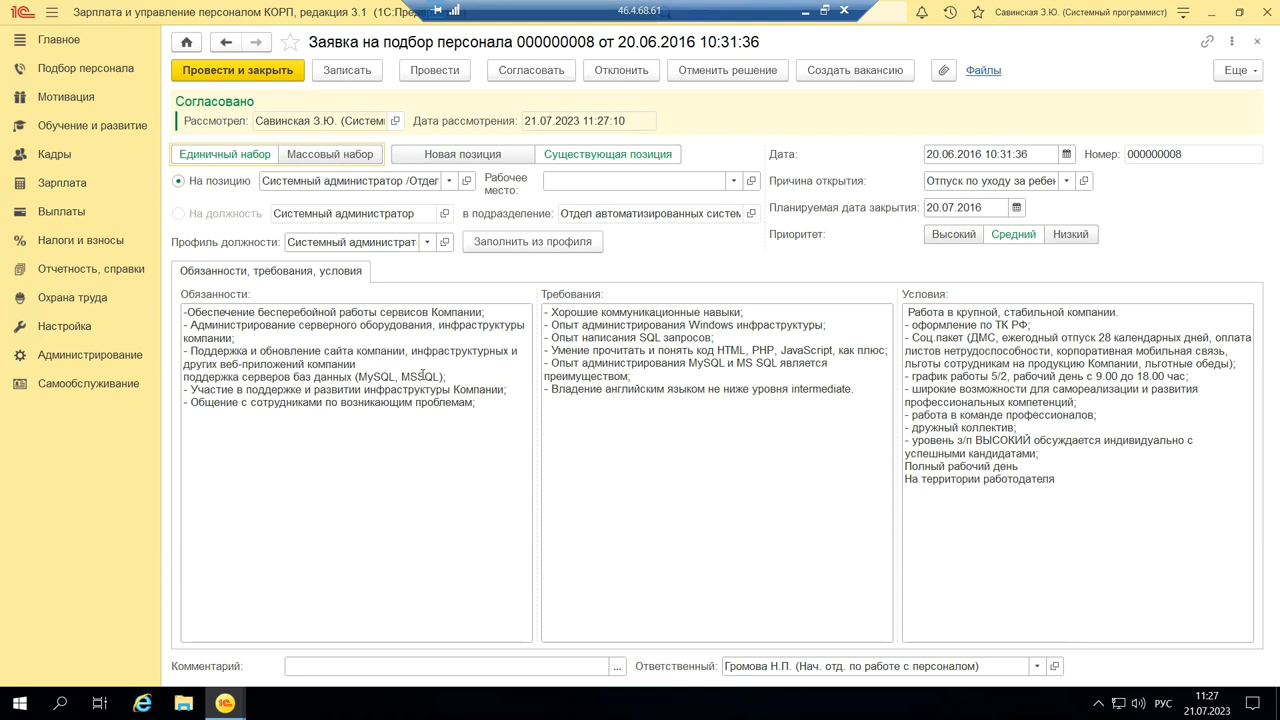 Зарплата и управление персоналом КОРП, редакция 3.1 (1С:Пред
46.4.68.61
Савинская З.Ю. (Системный программист)
Главное
Подбор персонала
Мотивация
Обучение и развитие
Кадры
Зарплата
Выплаты
Налоги и взносы
Отчетность, справки
Охрана труда
Настройка
Администрирование
Самообслуживание
Заявка на подбор персонала 000000008 от 20.06.2016 10:31:36
Провести и закрыть Записать Провести Согласовать Отклонить Отменить решение Создать вакансию Файлы Еще
Согласовано
Рассмотрел: Савинская З.Ю. (Систем Дата рассмотрения: 21.07.2023 11:27:10
Единичный набор Массовый набор Новая позиция Существующая позиция Дата: 20.06.2016 10:31:36 Номер: 000000008
На позицию Системный администратор /Отдел Рабочее место: Причина открытия: Отпуск по уходу за ребен
На должность Системный администратор в подразделение: Отдел автоматизированных систем Планируемая дата закрытия: 20.07.2016
Профиль должности: Системный администрат Заполнить из профиля Приоритет: Высокий Средний Низкий
Обязанности, требования, условия
Обязанности:
-Обеспечение бесперебойной работы сервисов Компании;
- Администрирование серверного оборудования, инфраструктуры
компании;
- Поддержка и обновление сайта компании, инфраструктурных и
других веб-приложений компании
поддержка серверов баз данных (MySQL, MSSQL);
- Участие в поддержке и развитии инфраструктуры Компании;
- Общение с сотрудниками по возникающим проблемам;
Требования:
- Хорошие коммуникационные навыки;
- Опыт администрирования Windows инфраструктуры;
- Опыт написания SQL запросов;
- Умение прочитать и понять код HTML, PHP, JavaScript, как плюс;
- Опыт администрирования MySQL и MS SQL является
преимуществом;
- Владение английским языком не ниже уровня intermediate.
Условия:
Работа в крупной, стабильной компании.
- оформление по ТК РФ;
- Соц.пакет (ДМС, ежегодный отпуск 28 календарных дней, оплата
листов нетрудоспособности, корпоративная мобильная связь,
льготы сотрудникам на продукцию Компании, льготные обеды);
- график работы 5/2, рабочий день с 9.00 до 18.00 час;
- широкие возможности для самореализации и развития
профессиональных компетенций;
- работа в команде профессионалов;
- дружный коллектив;
- уровень з/п ВЫСОКИЙ обсуждается индивидуально с
успешными кандидатами;
Полный рабочий день
На территории работодателя
Комментарий: ... Ответственный: Громова Н.П. (Нач. отд. по работе с персоналом)
РУС
11:27
21.07.2023